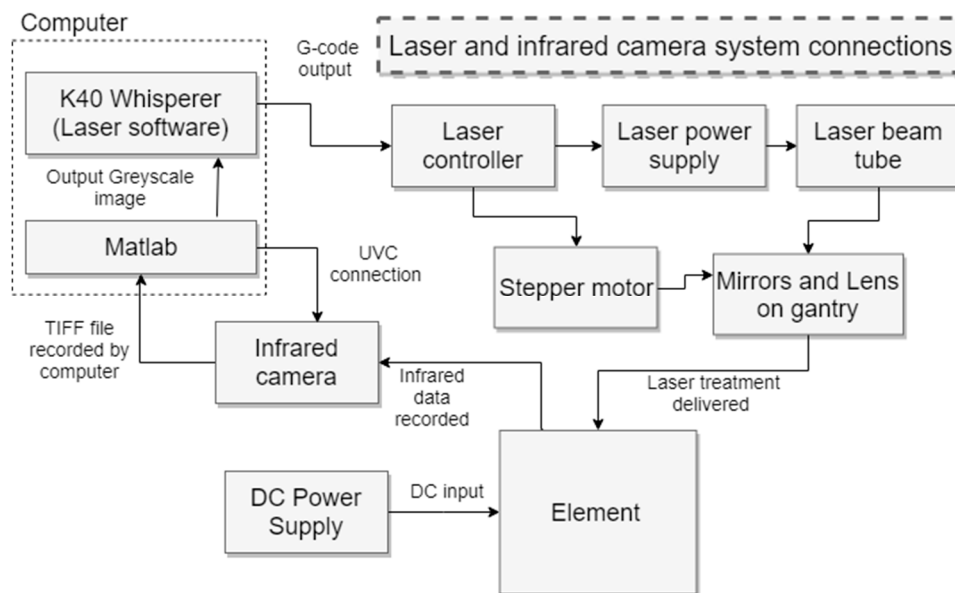 Computer
G-code
output
Laser and infrared camera system connections
K40 Whisperer
(Laser software)
Laser
controller
Laser power
supply
Laser beam
tube
Output Greyscale
image
Matlab
UVC
connection
Stepper motor
Mirrors and Lens
on gantry
TIFF file
recorded by
computer
Infrared
camera
Infrared
data
recorded
Laser treatment
delivered
DC Power
Supply
DC input
Element